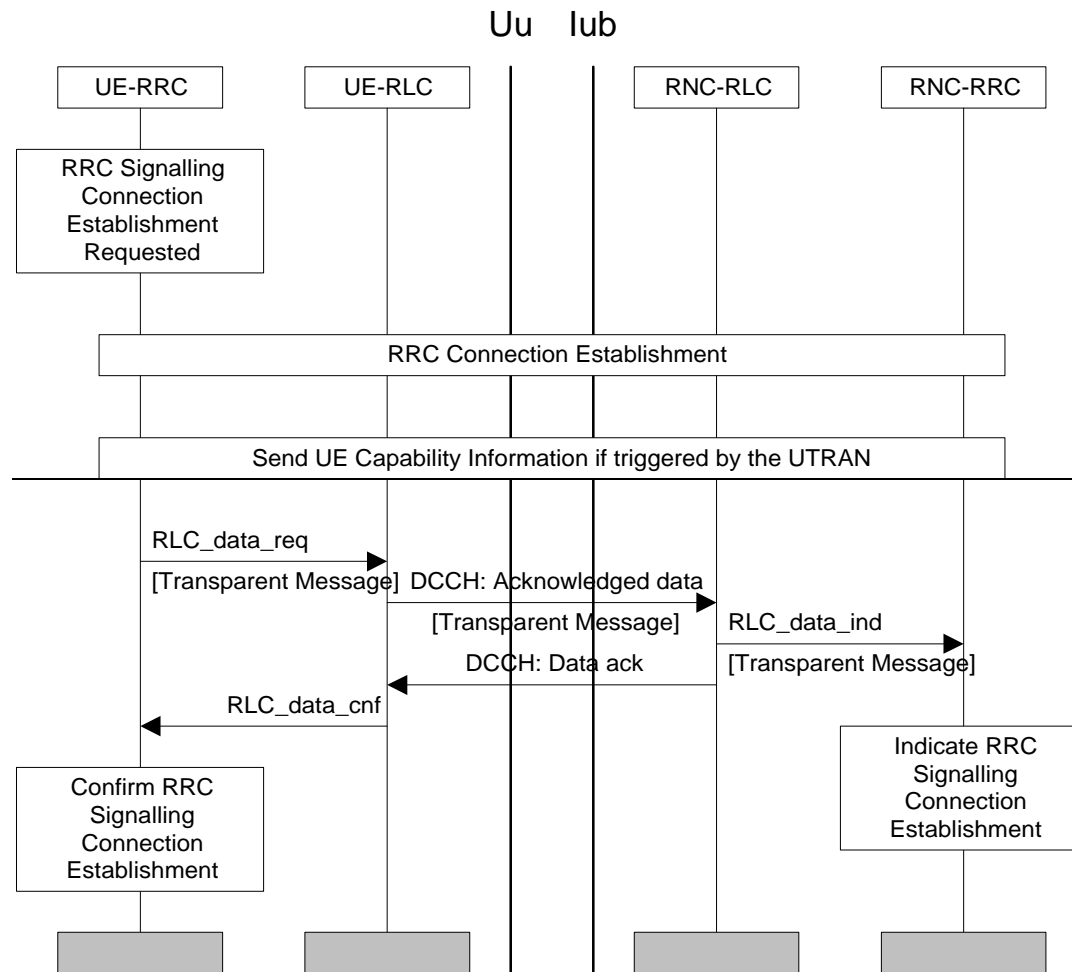 Uu Iub
UE-RRC UE-RLC RNC-RLC RNC-RRC
RRC Signalling
Connection
Establishment
Requested
RRC Connection Establishment
Send UE Capability Information if triggered by the UTRAN
RLC_data_req
[Transparent Message]
DCCH: Acknowledged data
[Transparent Message]
RLC_data_ind
[Transparent Message]
DCCH: Data ack
RLC_data_cnf
Indicate RRC
Signalling
Connection
Establishment
Confirm RRC
Signalling
Connection
Establishment